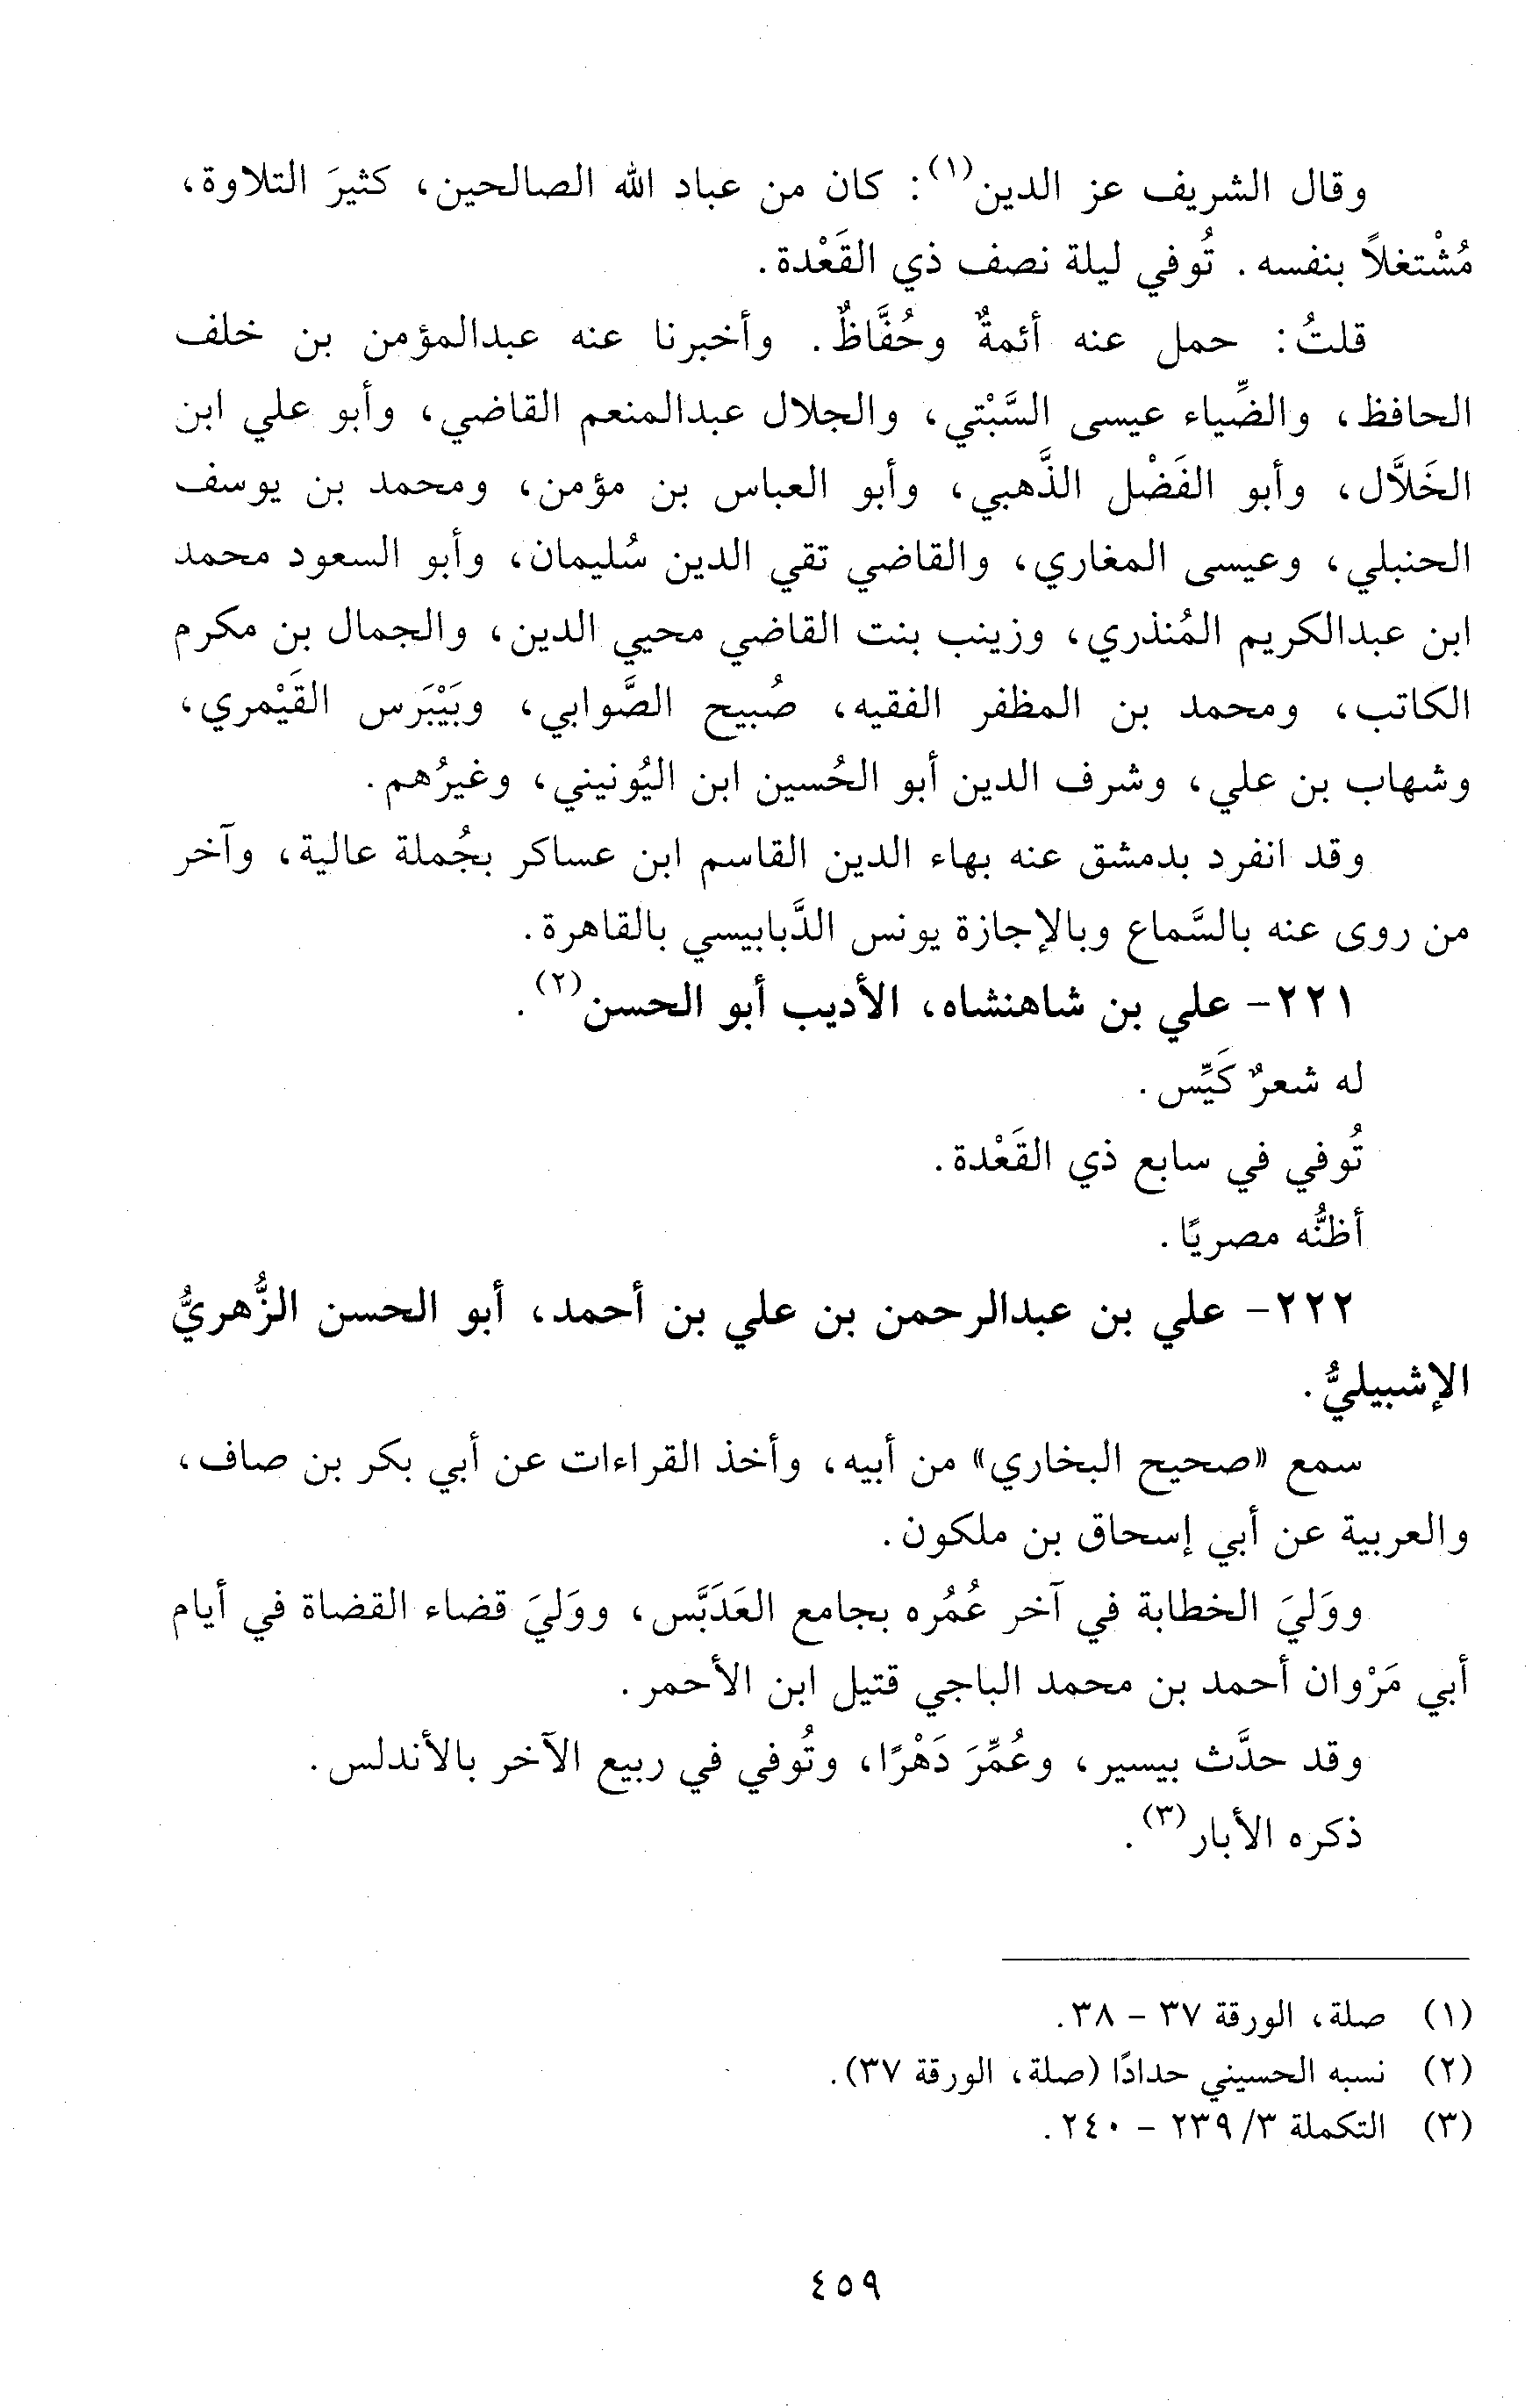 وقال الشريف عز الدين(١): كان من عباد الله الصالحين، كثيرَ التلاوة،
مُشْتغلاً بنفسه. تُوفي ليلة نصف ذي القَعْدة.
قلتُ: حمل عنه أئمةٌ وحُفَّاظٌ. وأخبرنا عنه عبدالمؤمن بن خلف
الحافظ، والضِّياء عيسى السَّبْتي، والجلال عبدالمنعم القاضي، وأبو علي ابن
الخَلاَّل، وأبو الفَضْل الذَّهبي، وأبو العباس بن مؤمن، ومحمد بن يوسف
الحنبلي، وعيسى المغاري، والقاضي تقي الدين سُليمان، وأبو السعود محمد
ابن عبدالكريم المُنذري، وزينب بنت القاضي محيي الدين، والجمال بن مكرم
الكاتب، ومحمد بن المظفر الفقيه، صُبيح الصَّوابي، وبَيْبَرس القَيْمري،
وشهاب بن علي، وشرف الدين أبو الحُسين ابن اليُونيني، وغيرُهم.
وقد انفرد بدمشق عنه بهاء الدين القاسم ابن عساكر بجُملة عالية، وآخر
من روى عنه بالسَّماع وبالإجازة يونس الدَّبابيسي بالقاهرة.
٢٢١- علي بن شاهنشاه، الأديب أبو الحسن(٢).
له شعرٌ كَيِّس.
تُوفي في سابع ذي القَعْدة.
أظنُّه مصريًا.
٢٢٢- علي بن عبدالرحمن بن علي بن أحمد، أبو الحسن الزُّهريُّ
الإشبيليُّ.
سمع «صحيح البخاري» من أبيه، وأخذ القراءات عن أبي بكر بن صاف،
والعربية عن أبي إسحاق بن ملكون.
ووَليَ الخطابة في آخر عُمُره بجامع العَدَبَّس، ووَليَ قضاء القضاة في أيام
أبي مَرْوان أحمد بن محمد الباجي قتيل ابن الأحمر.
وقد حدَّث بيسير، وعُمِّرَ دَهْرًا، وتُوفي في ربيع الآخر بالأندلس.
ذكره الأبار(٣).
(١) صلة، الورقة ٣٧ – ٣٨.
(٢) نسبه الحسيني حدادًا (صلة، الورقة ٣٧).
(٣) التكملة ٣/ ٢٣٩ – ٢٤٠.
٤٥٩